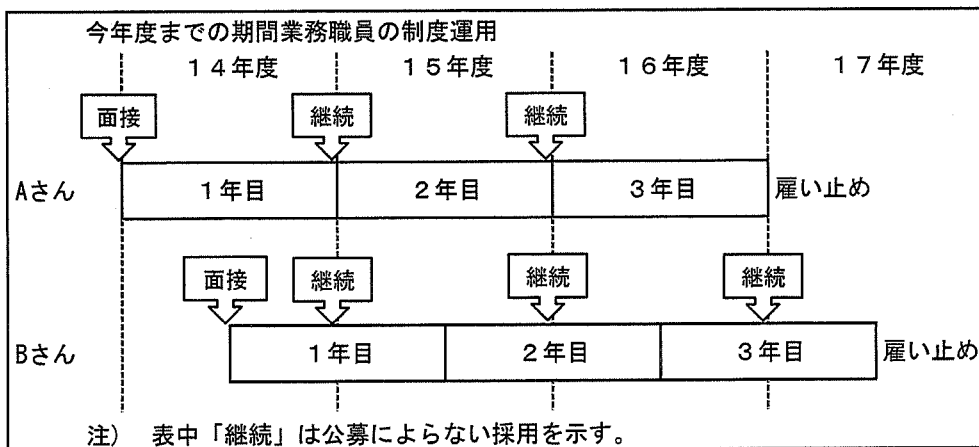 今年度までの期間業務職員の制度運用
14年度 15年度 16年度 17年度
面接 継続 継続
Aさん 1年目 2年目 3年目 雇い止め
面接 継続 継続 継続
Bさん 1年目 2年目 3年目 雇い止め
注) 表中「継続」は公募によらない採用を示す。